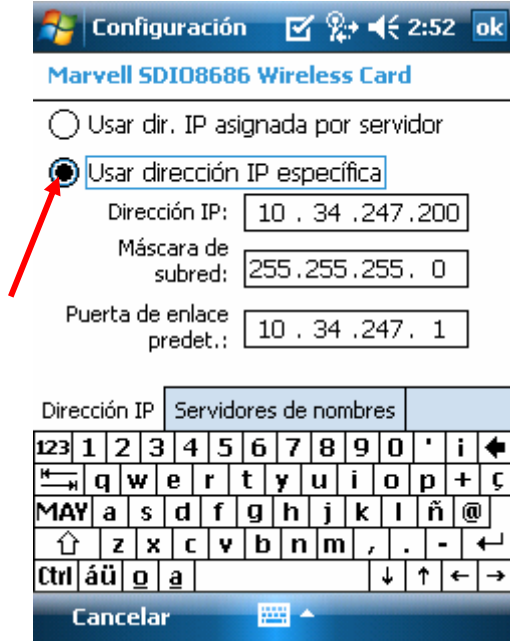 Configuración 2:52 ok
Marvell SDIO8686 Wireless Card
Usar dir. IP asignada por servidor
Usar dirección IP específica
Dirección IP: 10 . 34 .247.200
Máscara de
subred: 255.255.255. 0
Puerta de enlace
predet.: 10 . 34 .247. 1
Dirección IP Servidores de nombres
123 1 2 3 4 5 6 7 8 9 0 ' ¡
q w e r t y u i o p + ç
MAY a s d f g h j k l ñ @
z x c v b n m , . -
Ctrl áü o a
Cancelar